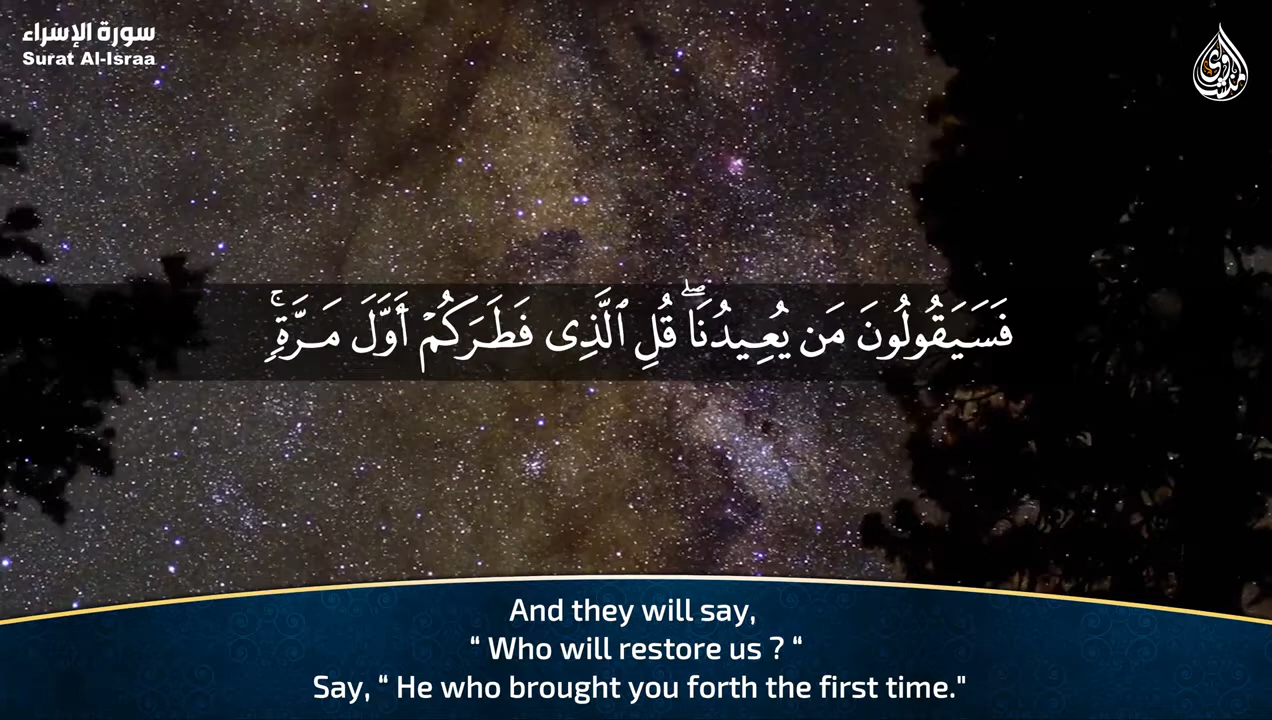 سورة الإسراء
Surat Al-Israa
المنشاوي
فَسَيَقُولُونَ مَن يُعِيدُنَا ۖ قُلِ ٱلَّذِى فَطَرَكُمْ أَوَّلَ مَرَّةٍ ۚ
And they will say,
“ Who will restore us ? “
Say, “ He who brought you forth the first time."